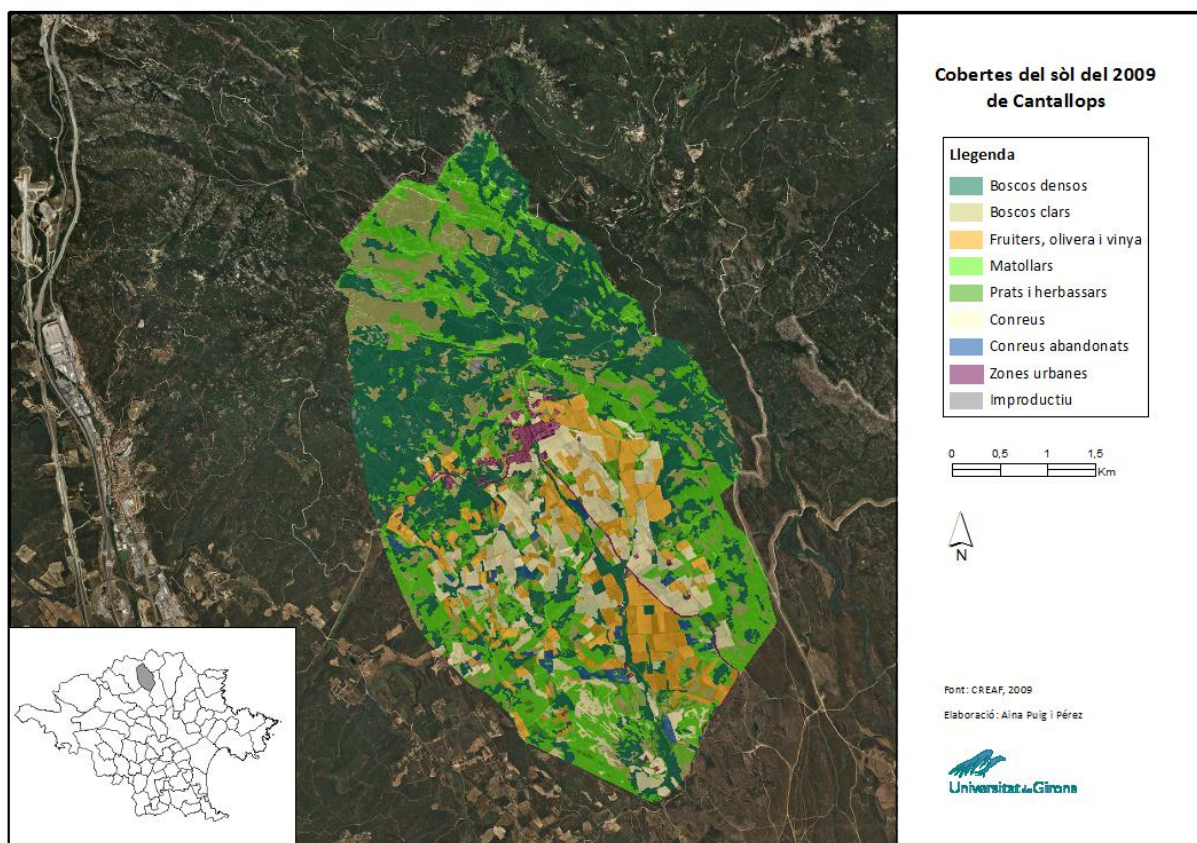 Cobertes del sòl del 2009
de Cantallops
Llegenda
Boscos densos
Boscos clars
Fruiters, olivera i vinya
Matollars
Prats i herbassars
Conreus
Conreus abandonats
Zones urbanes
Improductiu
0 0,5 1 1,5
Km
N
Font: CREAF, 2009
Elaboració: Aina Puig i Pérez
Universitat de Girona